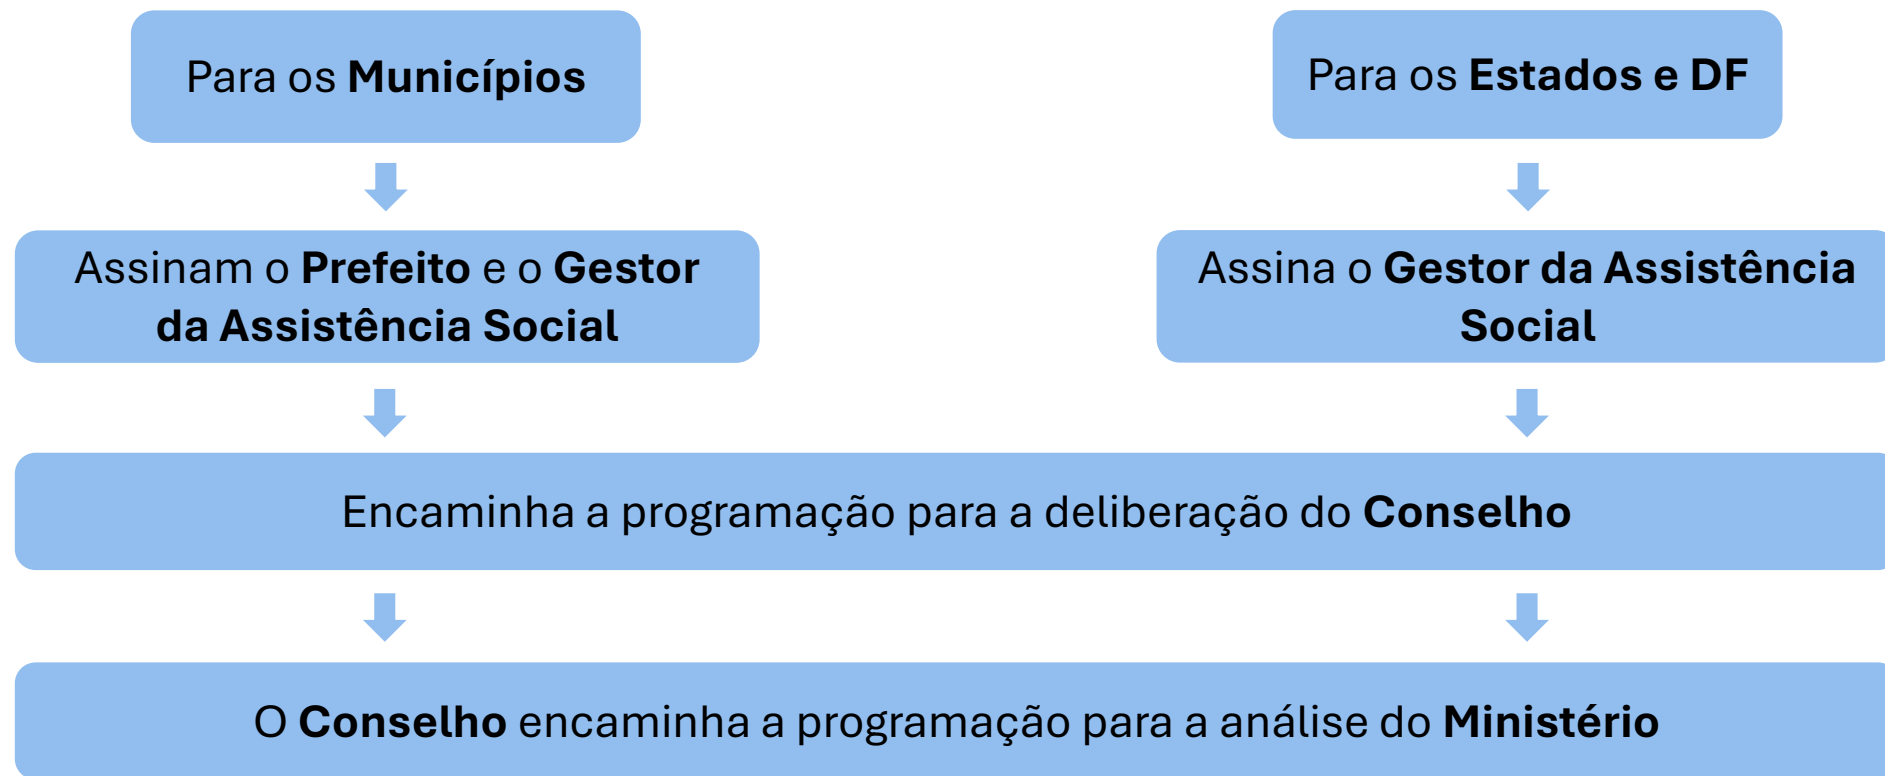 Para os Municípios
Para os Estados e DF
Assinam o Prefeito e o Gestor
da Assistência Social
Assina o Gestor da Assistência
Social
Encaminha a programação para a deliberação do Conselho
O Conselho encaminha a programação para a análise do Ministério